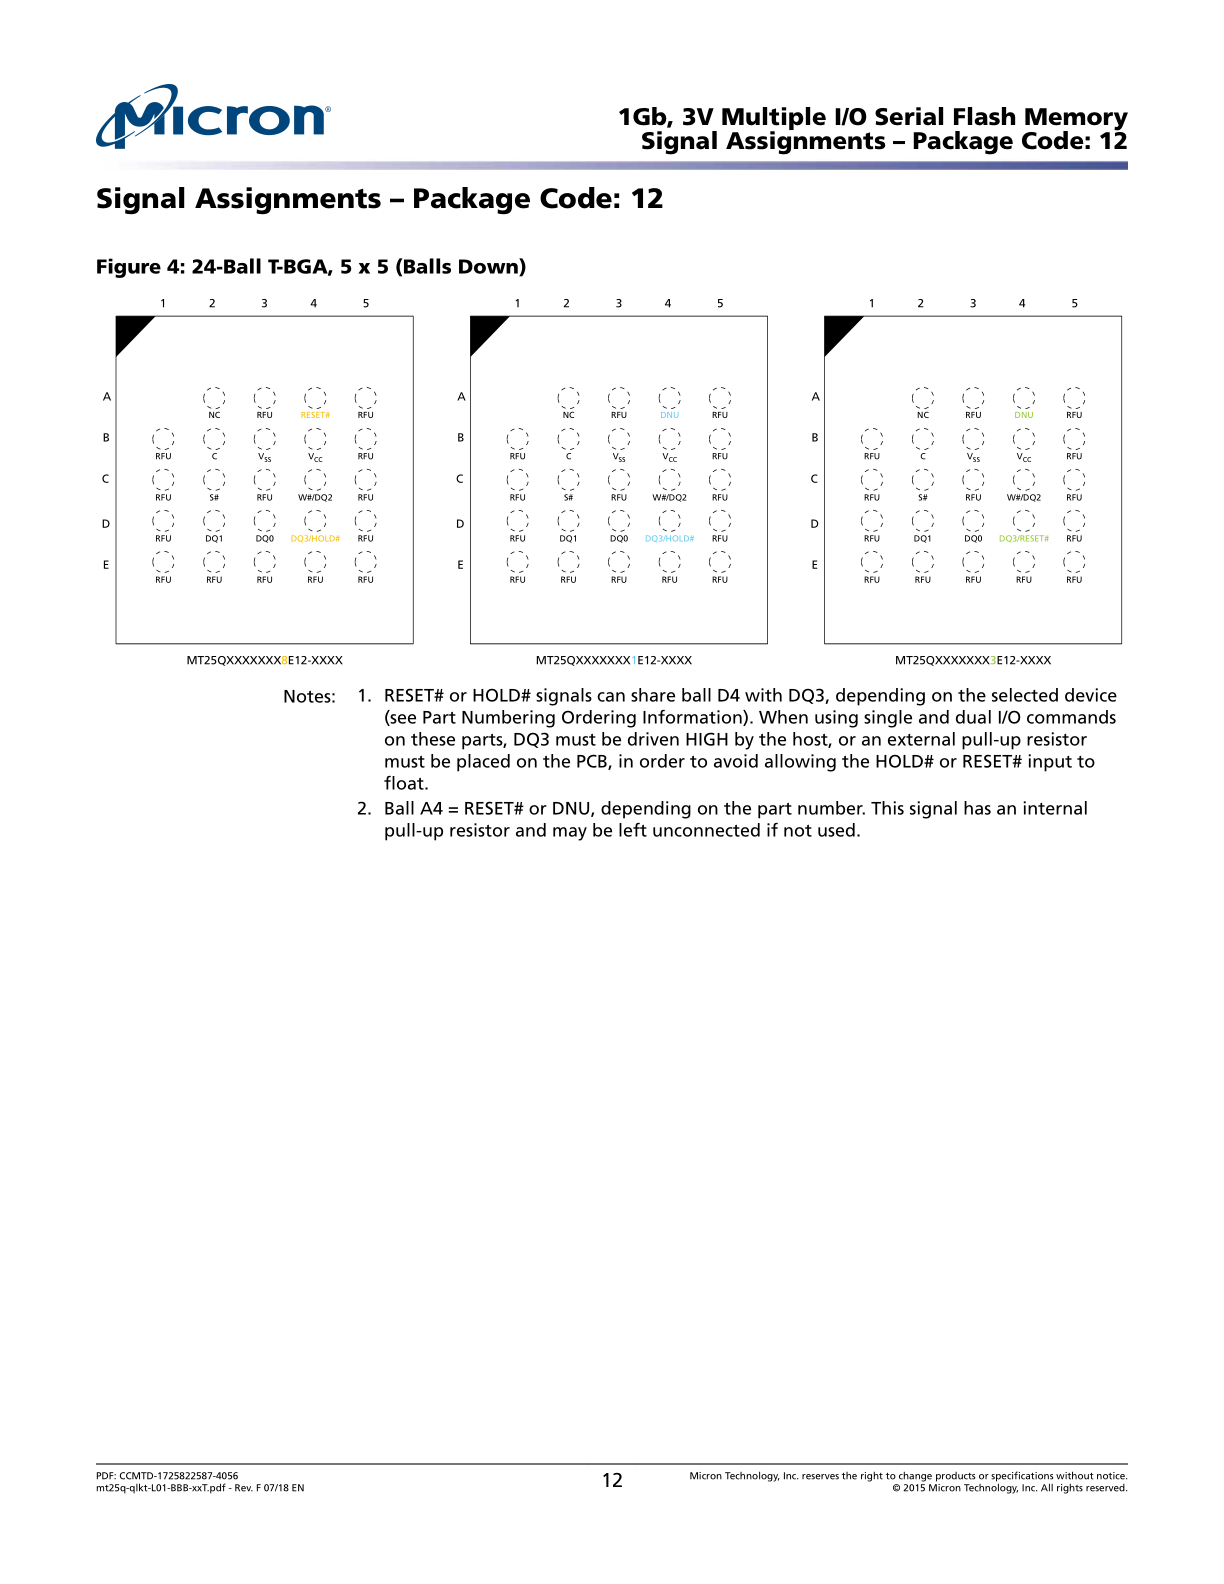 Micron®
1Gb, 3V Multiple I/O Serial Flash Memory
Signal Assignments – Package Code: 12
Signal Assignments – Package Code: 12
Figure 4: 24-Ball T-BGA, 5 x 5 (Balls Down)
1 2 3 4 5
A
NC RFU RESET# RFU
B
RFU C VSS VCC RFU
C
RFU S# RFU W#/DQ2 RFU
D
RFU DQ1 DQ0 DQ3/HOLD# RFU
E
RFU RFU RFU RFU RFU
MT25QXXXXXXX8E12-XXXX
1 2 3 4 5
A
NC RFU DNU RFU
B
RFU C VSS VCC RFU
C
RFU S# RFU W#/DQ2 RFU
D
RFU DQ1 DQ0 DQ3/HOLD# RFU
E
RFU RFU RFU RFU RFU
MT25QXXXXXXX1E12-XXXX
1 2 3 4 5
A
NC RFU DNU RFU
B
RFU C VSS VCC RFU
C
RFU S# RFU W#/DQ2 RFU
D
RFU DQ1 DQ0 DQ3/RESET# RFU
E
RFU RFU RFU RFU RFU
MT25QXXXXXXX3E12-XXXX
Notes: 1. RESET# or HOLD# signals can share ball D4 with DQ3, depending on the selected device
(see Part Numbering Ordering Information). When using single and dual I/O commands
on these parts, DQ3 must be driven HIGH by the host, or an external pull-up resistor
must be placed on the PCB, in order to avoid allowing the HOLD# or RESET# input to
float.
2. Ball A4 = RESET# or DNU, depending on the part number. This signal has an internal
pull-up resistor and may be left unconnected if not used.
PDF: CCMTD-1725822587-4056
mt25q-qlkt-L01-BBB-xxT.pdf - Rev. F 07/18 EN
12
Micron Technology, Inc. reserves the right to change products or specifications without notice.
© 2015 Micron Technology, Inc. All rights reserved.